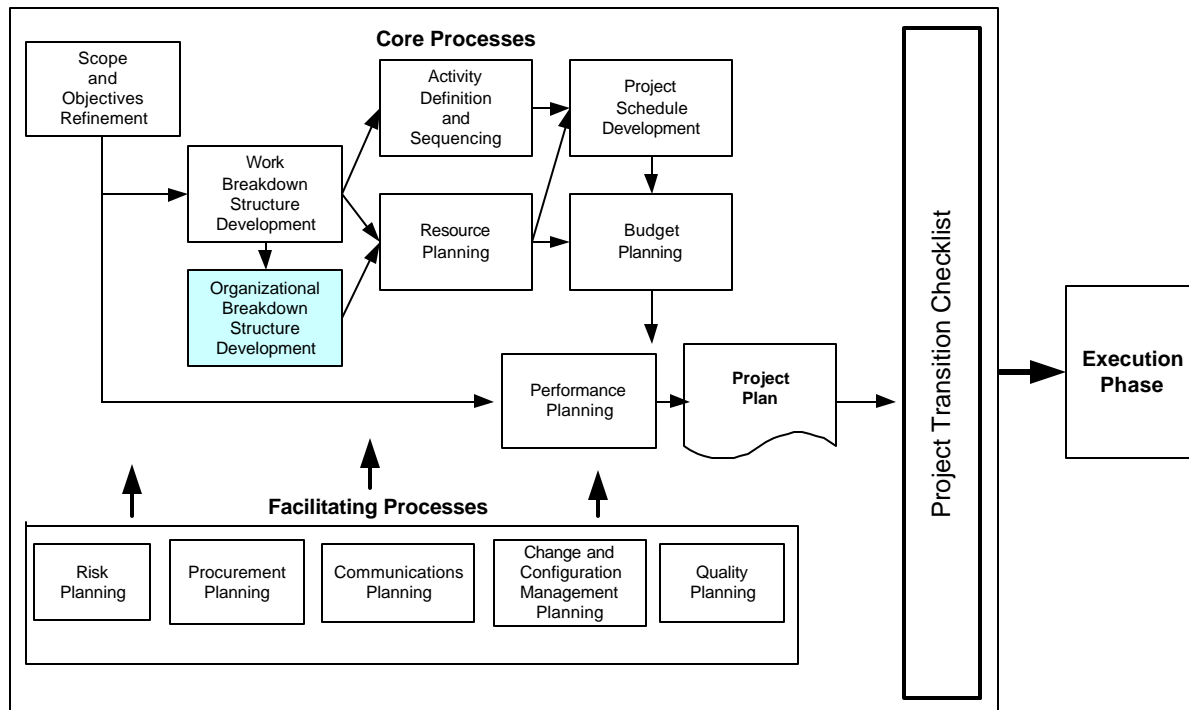 Core Processes
Scope
and
Objectives
Refinement
Activity
Definition
and
Sequencing
Project
Schedule
Development
Work
Breakdown
Structure
Development
Resource
Planning
Budget
Planning
Organizational
Breakdown
Structure
Development
Performance
Planning
Project
Plan
Project Transition Checklist
Execution
Phase
Facilitating Processes
Risk
Planning
Procurement
Planning
Communications
Planning
Change and
Configuration
Management
Planning
Quality
Planning